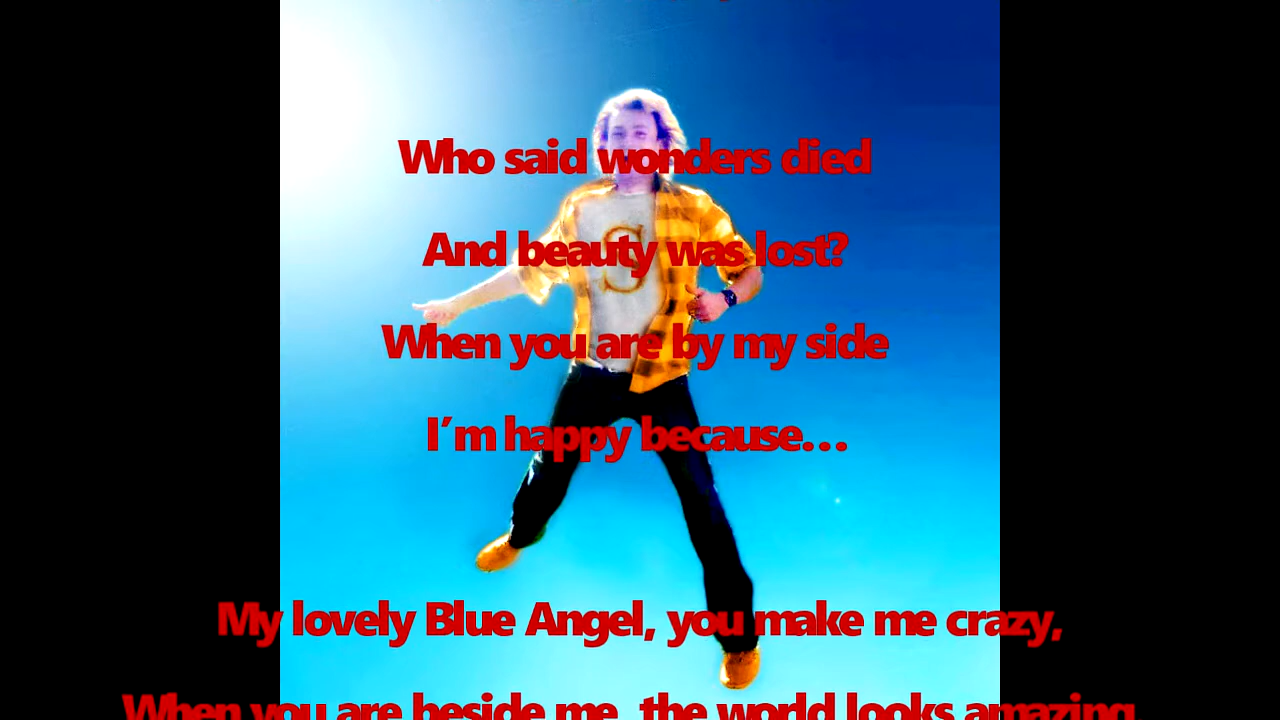 Who said wonders died
And beauty was lost?
When you are by my side
I´m happy because...
My lovely Blue Angel, you make me crazy,
When you are beside me, the world looks amazing
S